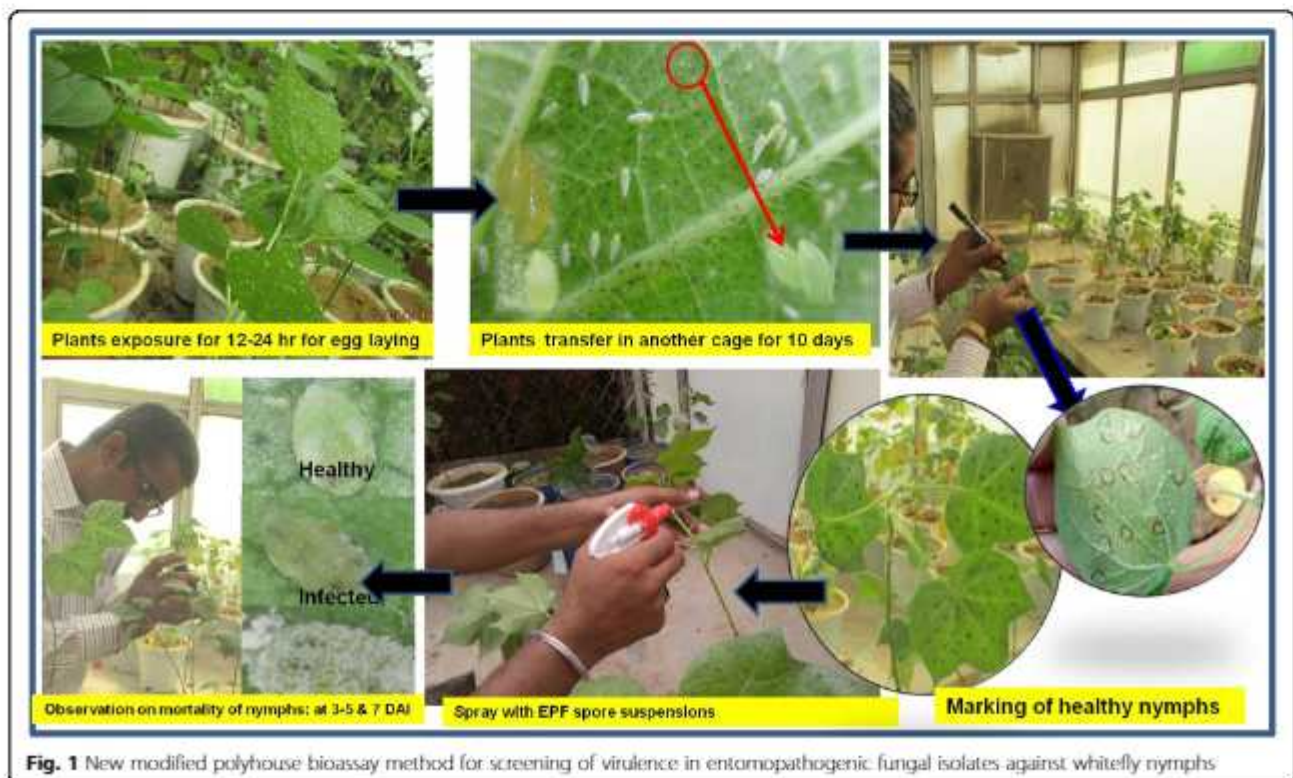 Plants exposure for 12-24 hr for egg laying
Plants transfer in another cage for 10 days
Healthy
Infected
Observation on mortality of nymphs: at 3-5 & 7 DAI
Spray with EPF spore suspensions
Marking of healthy nymphs
Fig. 1 New modified polyhouse bioassay method for screening of virulence in entomopathogenic fungal isolates against whitefly nymphs